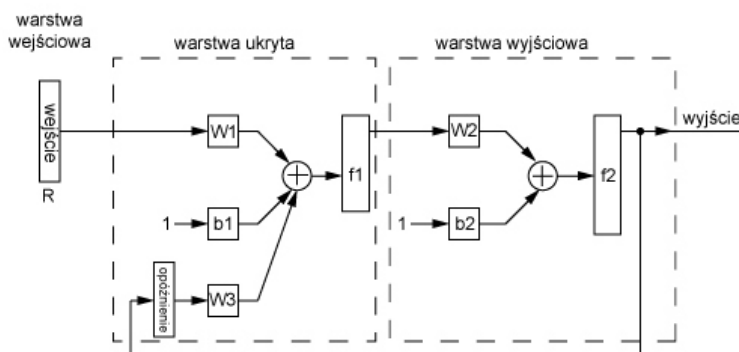 warstwa
wejściowa
warstwa ukryta
warstwa wyjściowa
wejście
R
W1
1
b1
opóźnienie
W3
f1
W2
1
b2
f2
wyjście